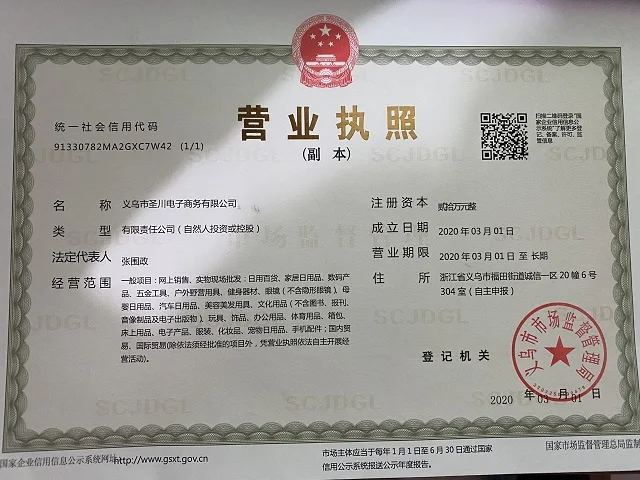 SCJDGL
SCJDGL
营业执照
(副 本)
统一社会信用代码
91330782MA2GXC7W42 (1/1)
扫描二维码登录"国
家企业信用信息公
示系统"了解更多登
记、备案、许可、监
管信息
名 称 义乌市圣川电子商务有限公司
类 型 有限责任公司（自然人投资或控股）
法定代表人 张围改
经营范围 一般项目：网上销售、实物现场批发：日用百货、家居日用品、数码产
品、五金工具、户外野营用具、健身器材、眼镜（不含隐形眼镜）、母
婴日用品、汽车日用品、美容美发用具、文化用品（不含图书、报刊、
音像制品及电子出版物）、玩具、饰品、办公用品、体育用品、箱包、
床上用品、电子产品、服装、化妆品、宠物日用品、手机配件；国内贸
易、国际贸易(除依法须经批准的项目外，凭营业执照依法自主开展经
营活动)。
注册资本 贰拾万元整
成立日期 2020年03月01日
营业期限 2020年03月01日 至 长期
住 所 浙江省义乌市福田街道诚信一区20幢6号
304室（自主申报）
市场监督
登记机关
义乌市市场监督管理局
2020 年 03 月 01 日
SCJDGL
SCJDGL
国家企业信用信息公示系统网址http://www.gsxt.gov.cn
市场主体应当于每年1月1日至6月30日通过国家
信用公示系统报送公示年度报告。
国家市场监督管理总局监制